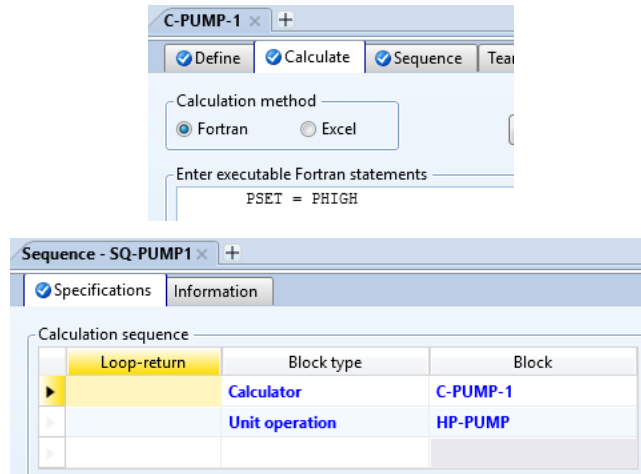 C-PUMP-1 × +
Define Calculate Sequence
Calculation method
Fortran Excel
Enter executable Fortran statements
PSET = PHIGH
Sequence - SQ-PUMP1 × +
Specifications Information
Calculation sequence
Loop-return Block type Block
Calculator C-PUMP-1
Unit operation HP-PUMP